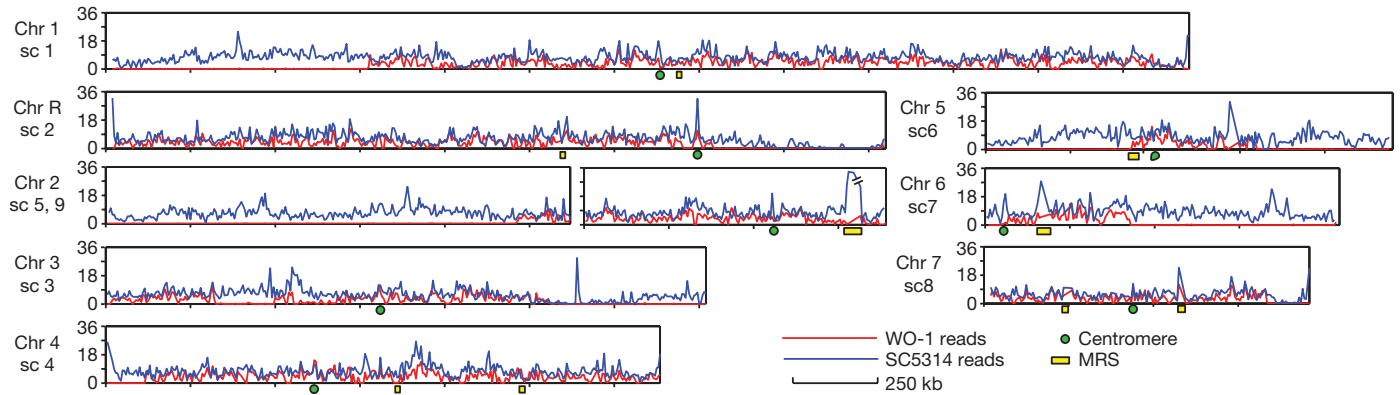 Chr 1
sc 1
36
18
0
Chr R
sc 2
36
18
0
Chr 5
sc6
36
18
0
Chr 2
sc 5, 9
36
18
0
Chr 6
sc7
36
18
0
Chr 3
sc 3
36
18
0
Chr 7
sc8
36
18
0
Chr 4
sc 4
36
18
0
WO-1 reads
SC5314 reads
250 kb
Centromere
MRS